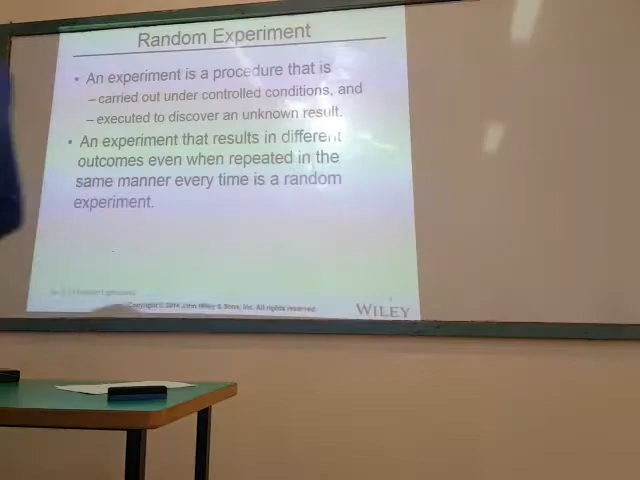 Random Experiment
• An experiment is a procedure that is
– carried out under controlled conditions, and
– executed to discover an unknown result.
• An experiment that results in different
outcomes even when repeated in the
same manner every time is a random
experiment.
Copyright © 2014 John Wiley & Sons, Inc. All rights reserved.
WILEY